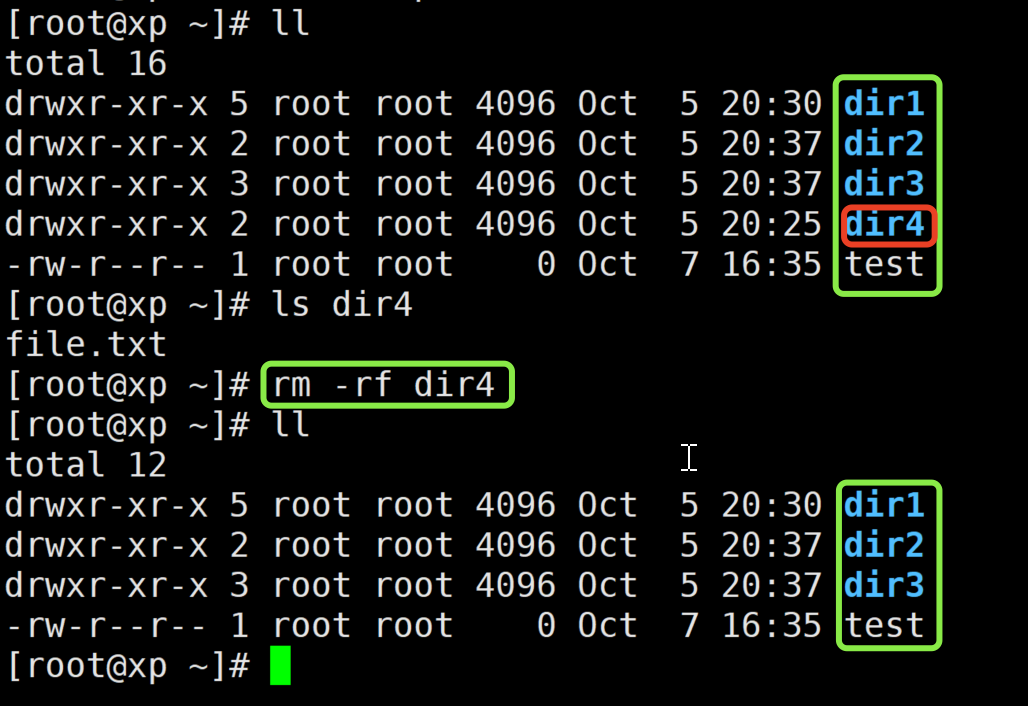 [root@xp ~]# ll
total 16
drwxr-xr-x 5 root root 4096 Oct  5 20:30 dir1
drwxr-xr-x 2 root root 4096 Oct  5 20:37 dir2
drwxr-xr-x 3 root root 4096 Oct  5 20:37 dir3
drwxr-xr-x 2 root root 4096 Oct  5 20:25 dir4
-rw-r--r-- 1 root root    0 Oct  7 16:35 test
[root@xp ~]# ls dir4
file.txt
[root@xp ~]# rm -rf dir4
[root@xp ~]# ll
total 12
drwxr-xr-x 5 root root 4096 Oct  5 20:30 dir1
drwxr-xr-x 2 root root 4096 Oct  5 20:37 dir2
drwxr-xr-x 3 root root 4096 Oct  5 20:37 dir3
-rw-r--r-- 1 root root    0 Oct  7 16:35 test
[root@xp ~]#